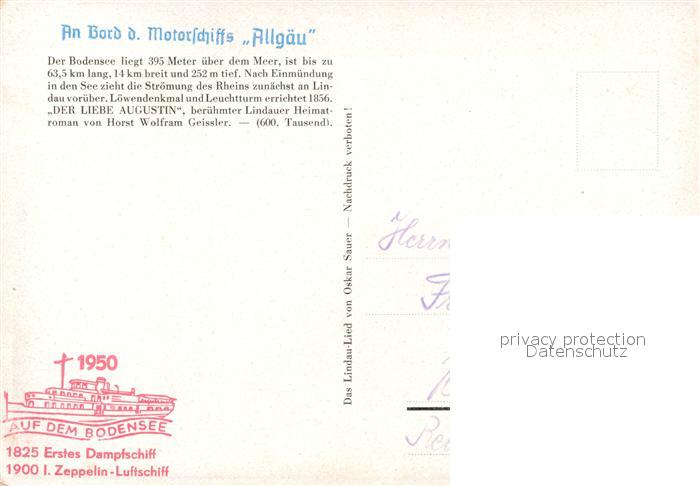 An Bord d. Motorschiffs „Allgäu"
Der Bodensee liegt 395 Meter über dem Meer, ist bis zu
63,5 km lang, 14 km breit und 252 m tief. Nach Einmündung
in den See zieht die Strömung des Rheins zunächst an Lin-
dau vorüber. Löwendenkmal und Leuchtturm errichtet 1856.
„DER LIEBE AUGUSTIN", berühmter Lindauer Heimat-
roman von Horst Wolfram Geissler. — (600. Tausend).
Das Lindau-Lied von Oskar Sauer — Nachdruck verboten!
Herrn
privacy protection
Datenschutz
1950
AUF DEM BODENSEE
1825 Erstes Dampfschiff
1900 I. Zeppelin-Luftschiff